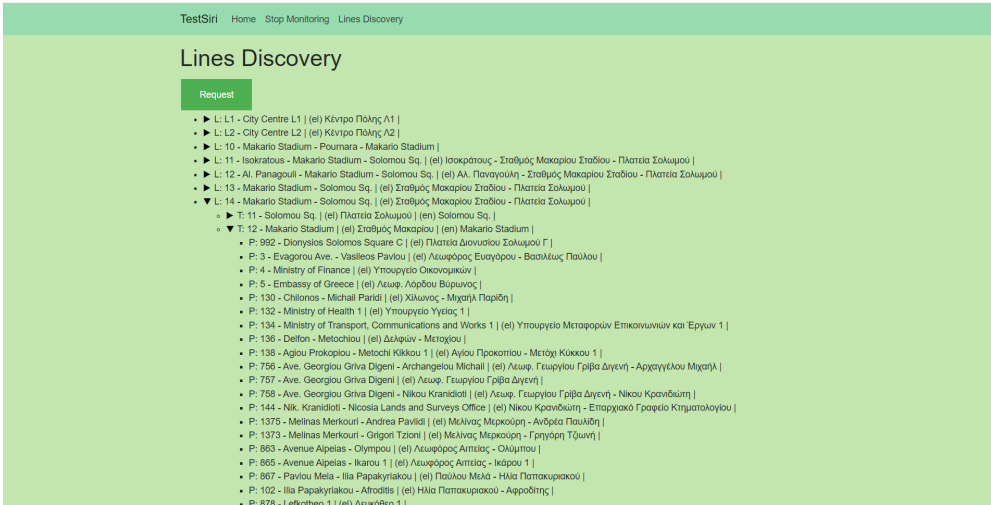 TestSiri Home Stop Monitoring Lines Discovery
Lines Discovery
Request
L: L1 - City Centre L1 | (el) Κέντρο Πόλης Λ1 |
L: L2 - City Centre L2 | (el) Κέντρο Πόλης Λ2 |
L: 10 - Makario Stadium - Pournara - Makario Stadium |
L: 11 - Isokratous - Makario Stadium - Solomou Sq. | (el) Ισοκράτους - Σταθμός Μακαρίου Σταδίου - Πλατεία Σολωμού |
L: 12 - Al. Panagouli - Makario Stadium - Solomou Sq. | (el) Αλ. Παναγούλη - Σταθμός Μακαρίου Σταδίου - Πλατεία Σολωμού |
L: 13 - Makario Stadium - Solomou Sq. | (el) Σταθμός Μακαρίου Σταδίου - Πλατεία Σολωμού |
L: 14 - Makario Stadium - Solomou Sq. | (el) Σταθμός Μακαρίου Σταδίου - Πλατεία Σολωμού |
T: 11 - Solomou Sq. | (el) Πλατεία Σολωμού | (en) Solomou Sq. |
T: 12 - Makario Stadium | (el) Σταθμός Μακαρίου | (en) Makario Stadium |
P: 992 - Dionysios Solomos Square C | (el) Πλατεία Διονυσίου Σολωμού Γ |
P: 3 - Evagorou Ave. - Vasileos Pavlou | (el) Λεωφόρος Ευαγόρου - Βασιλέως Παύλου |
P: 4 - Ministry of Finance | (el) Υπουργείο Οικονομικών |
P: 5 - Embassy of Greece | (el) Λεωφ. Λόρδου Βύρωνος |
P: 130 - Chilonos - Michail Paridi | (el) Χίλωνος - Μιχαήλ Παρίδη |
P: 132 - Ministry of Health 1 | (el) Υπουργείο Υγείας 1 |
P: 134 - Ministry of Transport, Communications and Works 1 | (el) Υπουργείο Μεταφορών Επικοινωνιών και Έργων 1 |
P: 136 - Delfon - Metochiou | (el) Δελφών - Μετοχίου |
P: 138 - Agiou Prokopiou - Metochi Kikkou 1 | (el) Αγίου Προκοπίου - Μετόχι Κύκκου 1 |
P: 756 - Ave. Georgiou Griva Digeni - Archangelou Michail | (el) Λεωφ. Γεωργίου Γρίβα Διγενή - Αρχαγγέλου Μιχαήλ |
P: 757 - Ave. Georgiou Griva Digeni | (el) Λεωφ. Γεωργίου Γρίβα Διγενή |
P: 758 - Ave. Georgiou Griva Digeni - Nikou Kranidioti | (el) Λεωφ. Γεωργίου Γρίβα Διγενή - Νίκου Κρανιδιώτη |
P: 144 - Nik. Kranidioti - Nicosia Lands and Surveys Office | (el) Νίκου Κρανιδιώτη - Επαρχιακό Γραφείο Κτηματολογίου |
P: 1375 - Melinas Merkouri - Andrea Pavlidi | (el) Μελίνας Μερκούρη - Ανδρέα Παυλίδη |
P: 1373 - Melinas Merkouri - Grigori Tzioni | (el) Μελίνας Μερκούρη - Γρηγόρη Τζιωνή |
P: 863 - Avenue Aipeias - Olympou | (el) Λεωφόρος Αιπείας - Ολύμπου |
P: 865 - Avenue Aipeias - Ikarou 1 | (el) Λεωφόρος Αιπείας - Ικάρου 1 |
P: 867 - Pavlou Mela - Ilia Papakyriakou | (el) Παύλου Μελά - Ηλία Παπακυριακού |
P: 102 - Ilia Papakyriakou - Afroditis | (el) Ηλία Παπακυριακού - Αφροδίτης |
P: 878 - Lefkotheo 1 | (el) Λευκόθεο 1 |